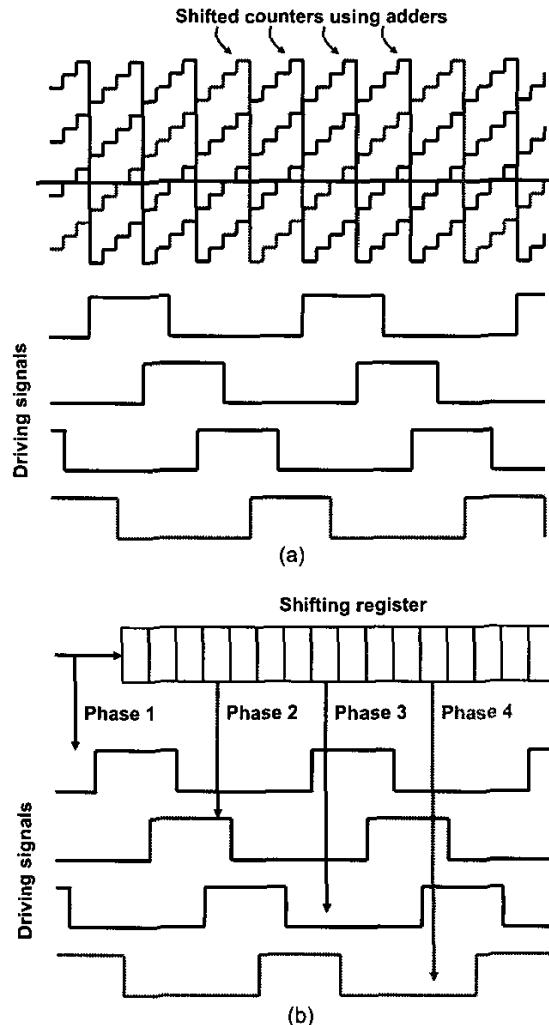 Shifted counters using adders
Driving signals
(a)
Shifting register
Phase 1
Phase 2
Phase 3
Phase 4
Driving signals
(b)